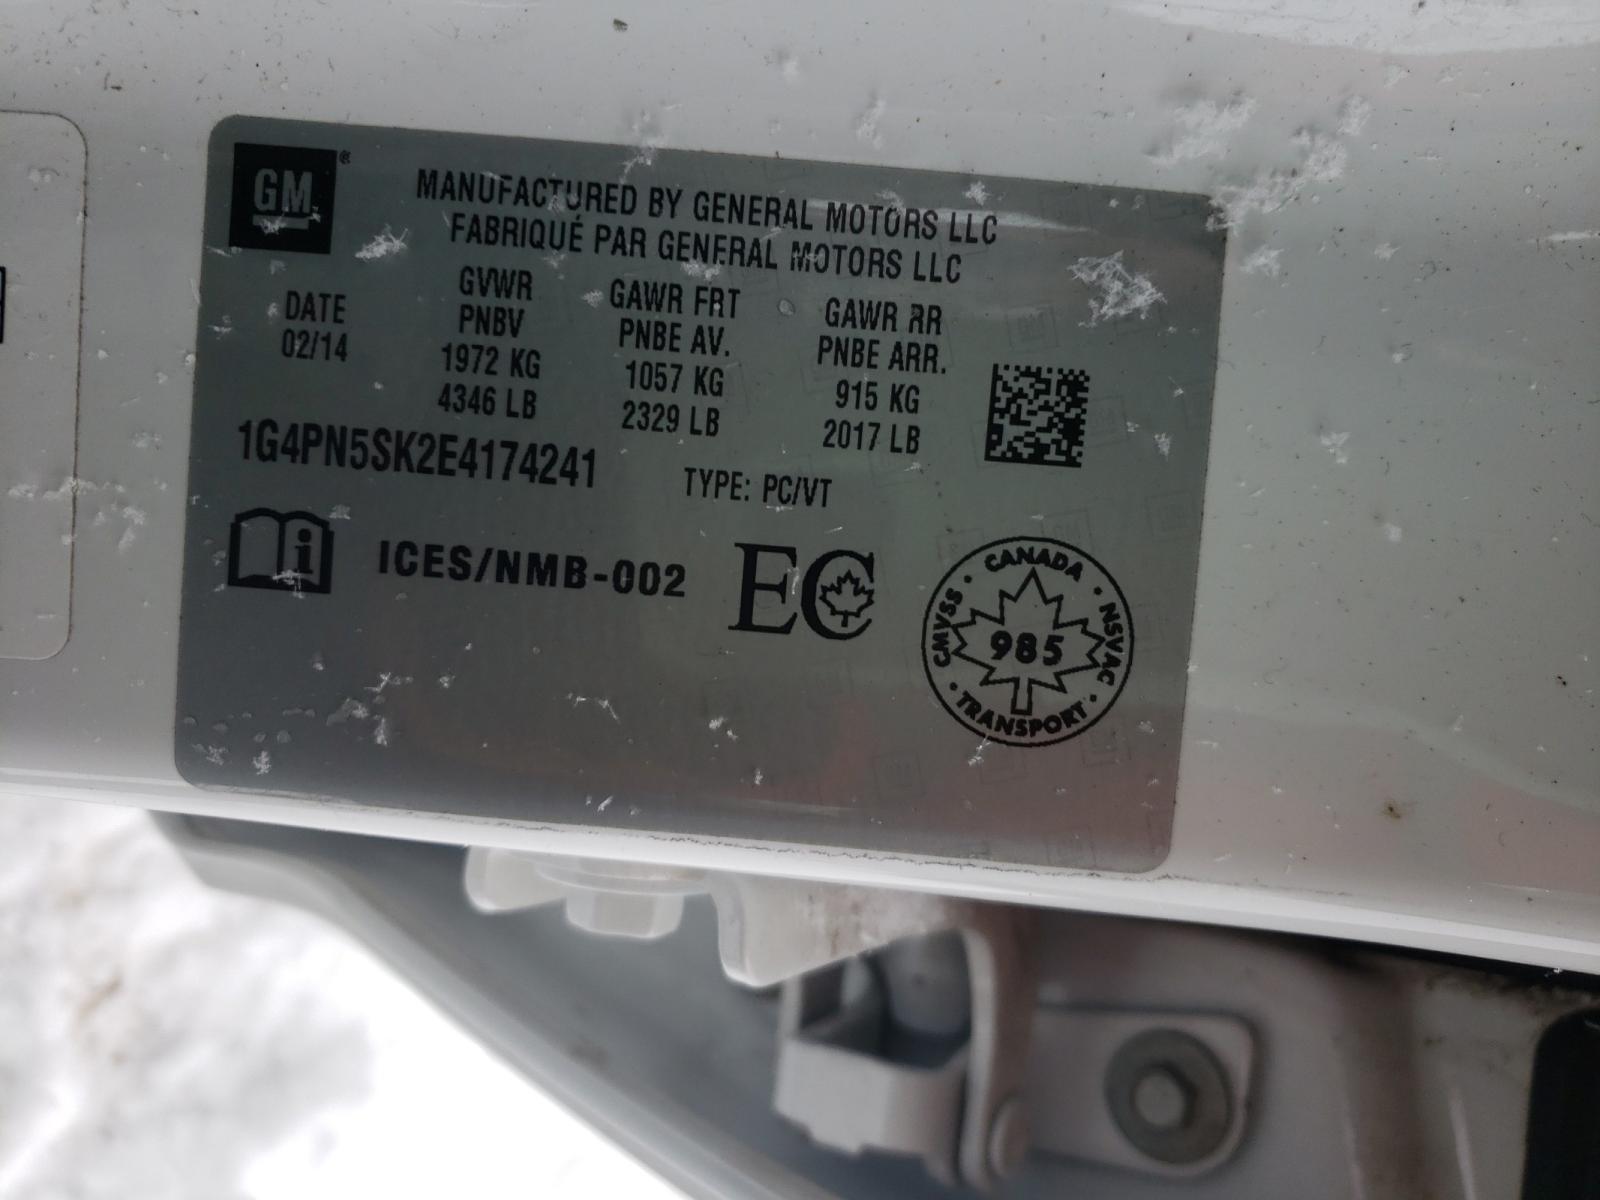 GM®
MANUFACTURED BY GENERAL MOTORS LLC
FABRIQUÉ PAR GENERAL MOTORS LLC
DATE
02/14
GVWR
PNBV
1972 KG
4346 LB
GAWR FRT
PNBE AV.
1057 KG
2329 LB
GAWR RR
PNBE ARR.
915 KG
2017 LB
1G4PN5SK2E4174241
TYPE: PC/VT
i
ICES/NMB-002
EC
CANADA · NSVAC · TRANSPORT · CMVSS ·
985